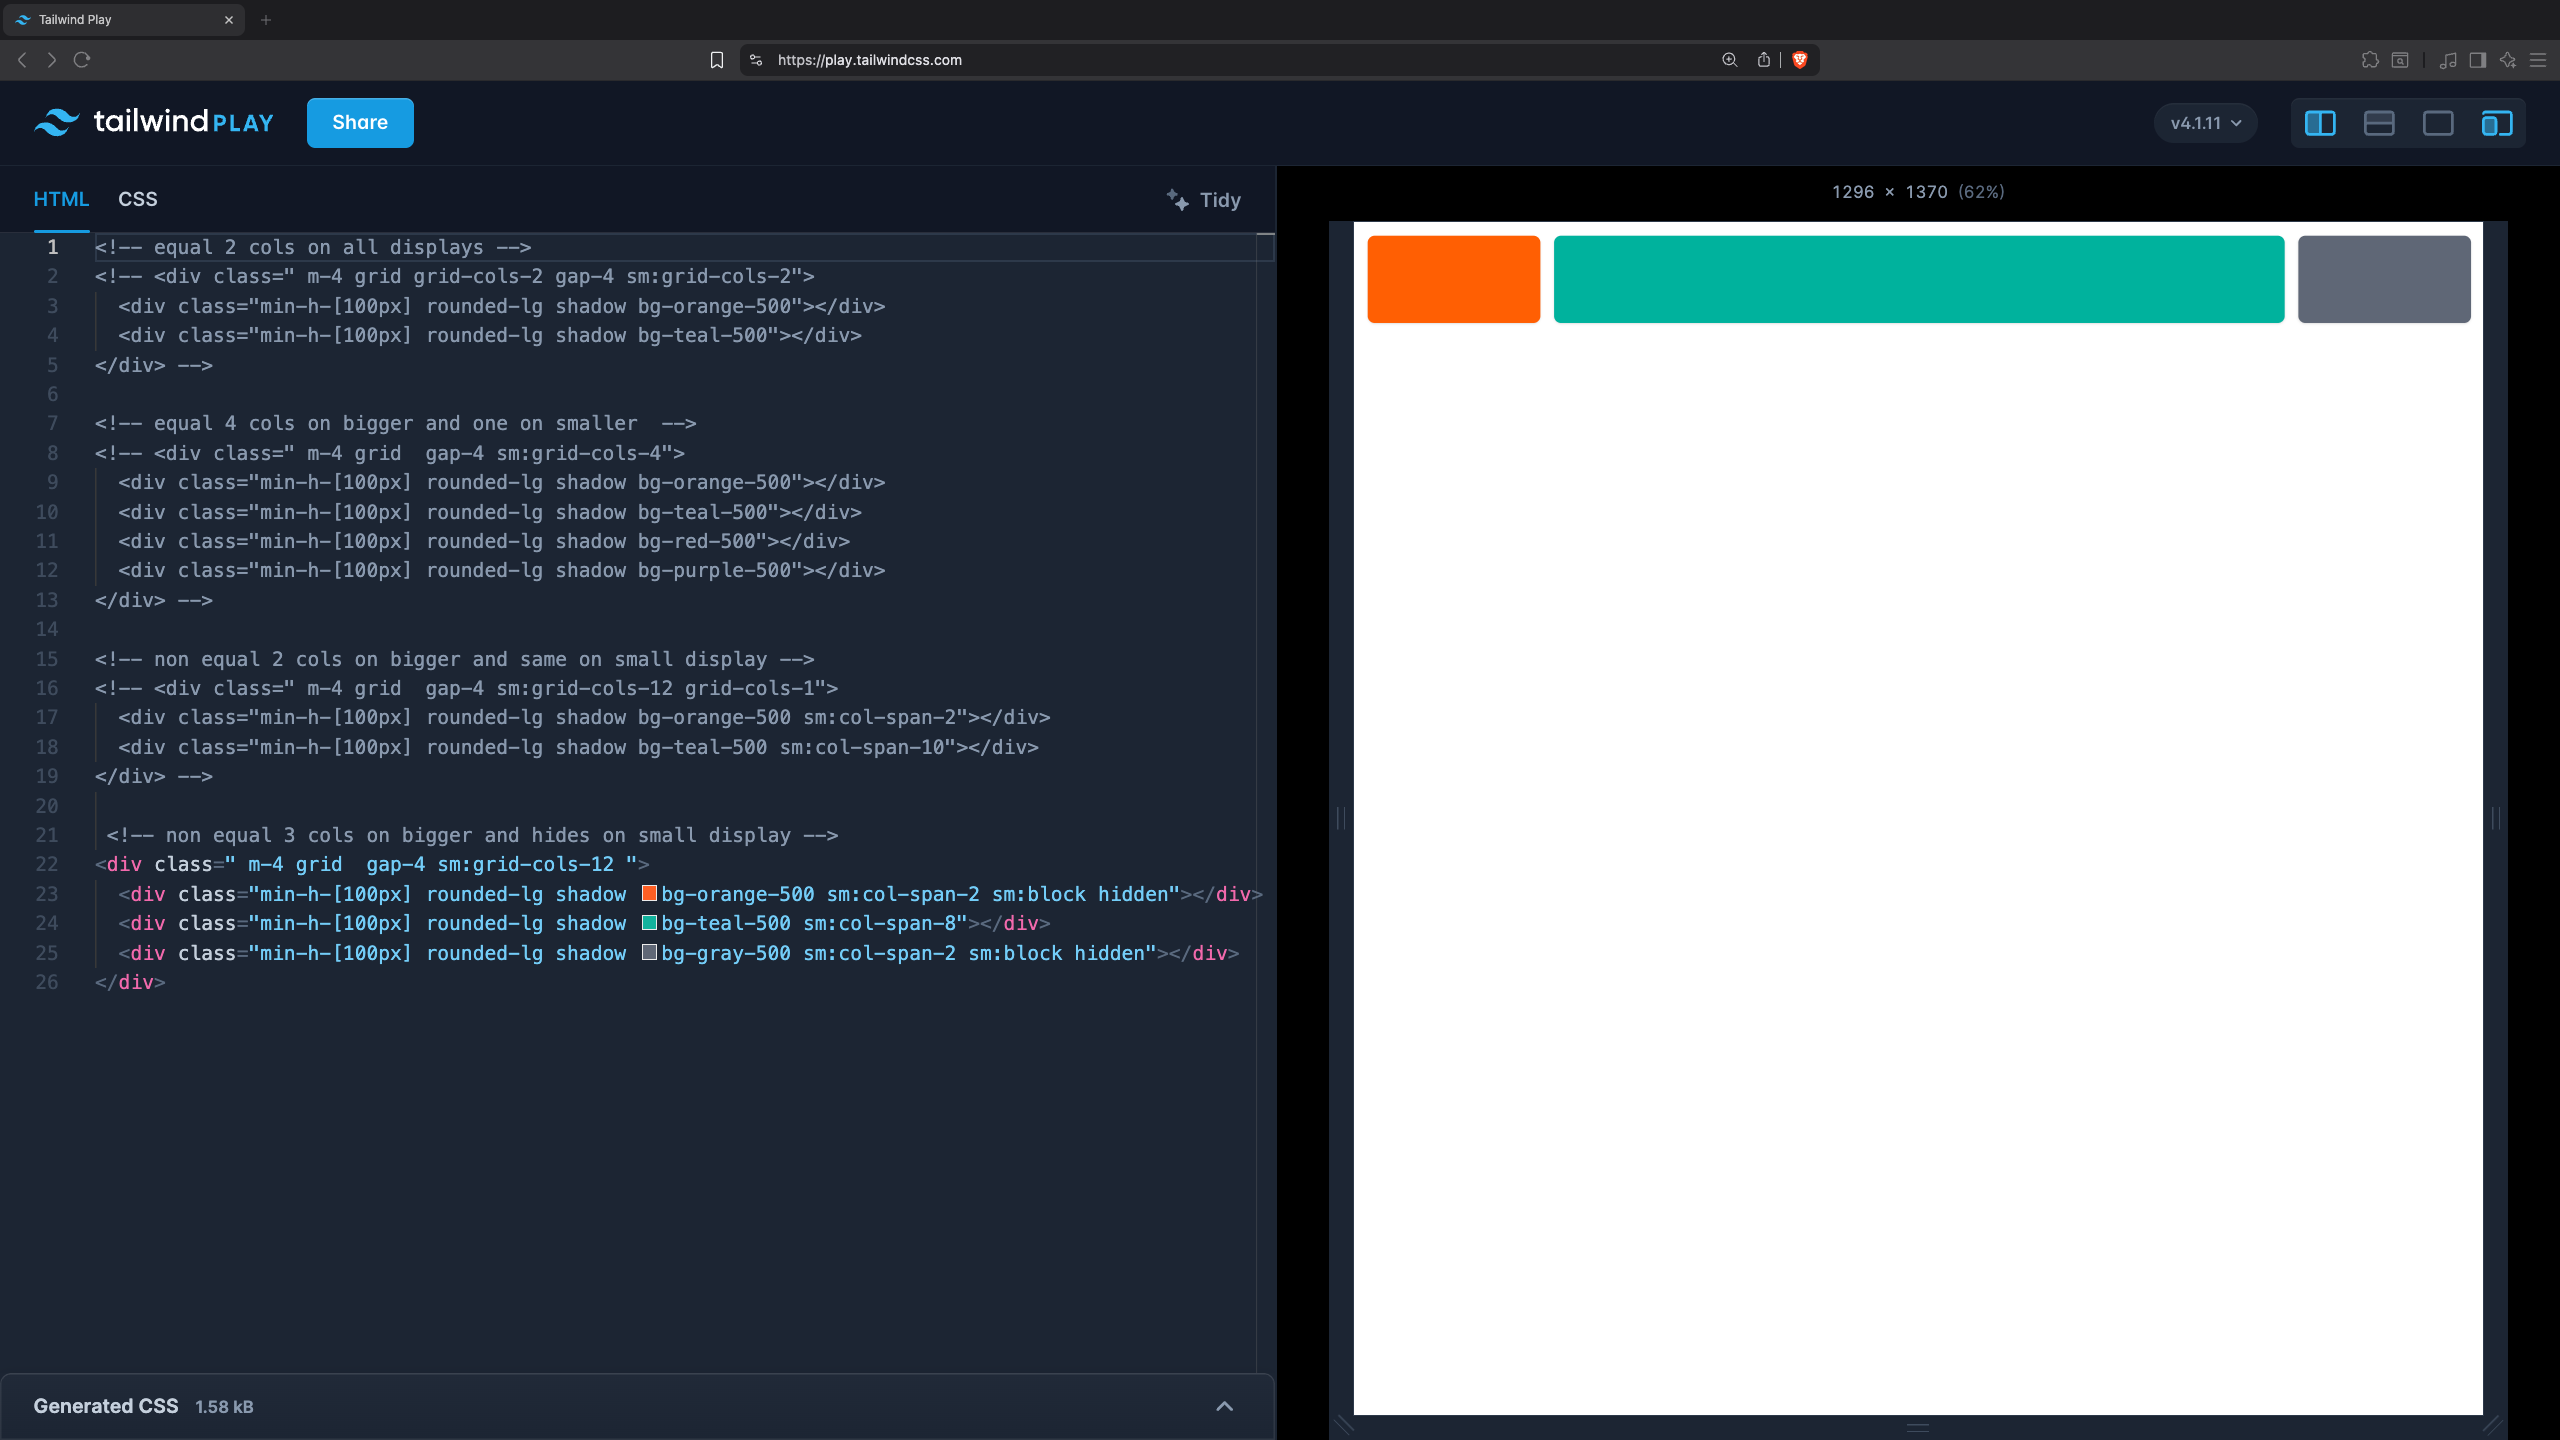 Tailwind Play
https://play.tailwindcss.com
tailwind PLAY
Share
v4.1.11
HTML
CSS
Tidy
1296 × 1370 (62%)
1 <!-- equal 2 cols on all displays -->
2 <!-- <div class=" m-4 grid grid-cols-2 gap-4 sm:grid-cols-2">
3   <div class="min-h-[100px] rounded-lg shadow bg-orange-500"></div>
4   <div class="min-h-[100px] rounded-lg shadow bg-teal-500"></div>
5 </div> -->
6
7 <!-- equal 4 cols on bigger and one on smaller  -->
8 <!-- <div class=" m-4 grid  gap-4 sm:grid-cols-4">
9   <div class="min-h-[100px] rounded-lg shadow bg-orange-500"></div>
10   <div class="min-h-[100px] rounded-lg shadow bg-teal-500"></div>
11   <div class="min-h-[100px] rounded-lg shadow bg-red-500"></div>
12   <div class="min-h-[100px] rounded-lg shadow bg-purple-500"></div>
13 </div> -->
14
15 <!-- non equal 2 cols on bigger and same on small display -->
16 <!-- <div class=" m-4 grid  gap-4 sm:grid-cols-12 grid-cols-1">
17   <div class="min-h-[100px] rounded-lg shadow bg-orange-500 sm:col-span-2"></div>
18   <div class="min-h-[100px] rounded-lg shadow bg-teal-500 sm:col-span-10"></div>
19 </div> -->
20
21  <!-- non equal 3 cols on bigger and hides on small display -->
22 <div class=" m-4 grid  gap-4 sm:grid-cols-12 ">
23   <div class="min-h-[100px] rounded-lg shadow bg-orange-500 sm:col-span-2 sm:block hidden"></div>
24   <div class="min-h-[100px] rounded-lg shadow bg-teal-500 sm:col-span-8"></div>
25   <div class="min-h-[100px] rounded-lg shadow bg-gray-500 sm:col-span-2 sm:block hidden"></div>
26 </div>
Generated CSS 1.58 kB